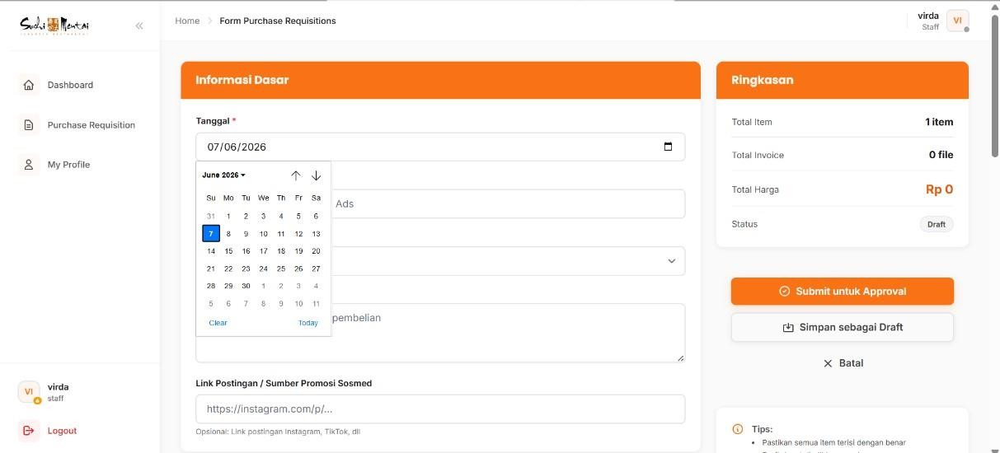 Sushi Mentai
Home
Form Purchase Requisitions
virda
Staff
VI
Dashboard
Purchase Requisition
My Profile
virda
staff
VI
Logout
Informasi Dasar
Tanggal *
07/06/2026
June 2026
Su Mo Tu We Th Fr Sa
31 1 2 3 4 5 6
7 8 9 10 11 12 13
14 15 16 17 18 19 20
21 22 23 24 25 26 27
28 29 30 1 2 3 4
5 6 7 8 9 10 11
Clear Today
Ads
pembelian
Link Postingan / Sumber Promosi Sosmed
https://instagram.com/p/...
Opsional: Link postingan Instagram, TikTok, dll
Ringkasan
Total Item 1 item
Total Invoice 0 file
Total Harga Rp 0
Status Draft
Submit untuk Approval
Simpan sebagai Draft
Batal
Tips:
Pastikan semua item terisi dengan benar